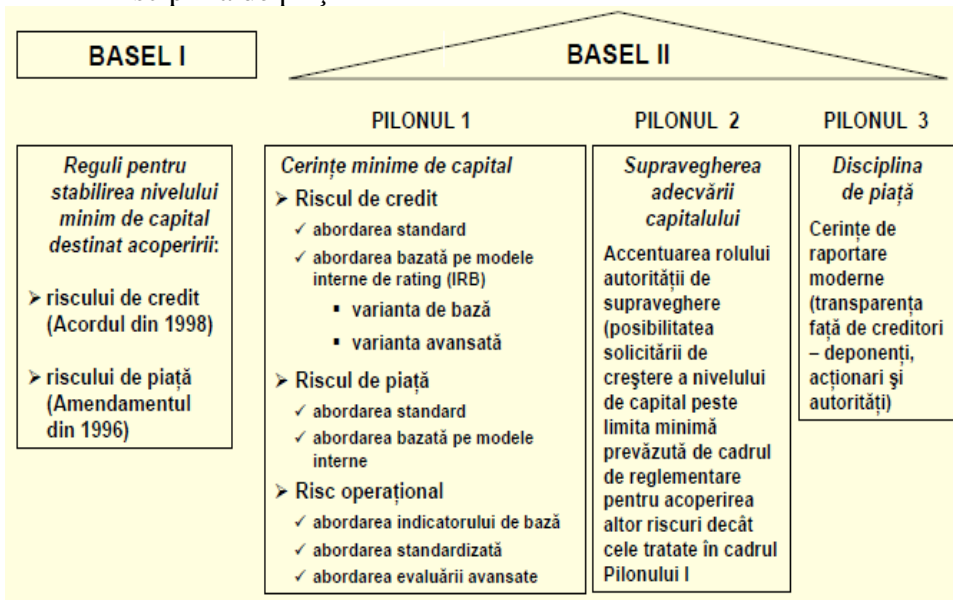 BASEL I
BASEL II
PILONUL 1
PILONUL 2
PILONUL 3
Reguli pentru
stabilirea nivelului
minim de capital
destinat acoperirii:
➢ riscului de credit
(Acordul din 1998)
➢ riscului de piață
(Amendamentul
din 1996)
Cerințe minime de capital
➢ Riscul de credit
✓ abordarea standard
✓ abordarea bazată pe modele
interne de rating (IRB)
▪ varianta de bază
▪ varianta avansată
➢ Riscul de piață
✓ abordarea standard
✓ abordarea bazată pe modele
interne
➢ Risc operațional
✓ abordarea indicatorului de bază
✓ abordarea standardizată
✓ abordarea evaluării avansate
Supravegherea
adecvării
capitalului
Accentuarea rolului
autorității de
supraveghere
(posibilitatea
solicitării de
creştere a nivelului
de capital peste
limita minimă
prevăzută de cadrul
de reglementare
pentru acoperirea
altor riscuri decât
cele tratate în cadrul
Pilonului I
Disciplina
de piață
Cerințe de
raportare
moderne
(transparența
față de creditori
– deponenți,
acționari şi
autorități)